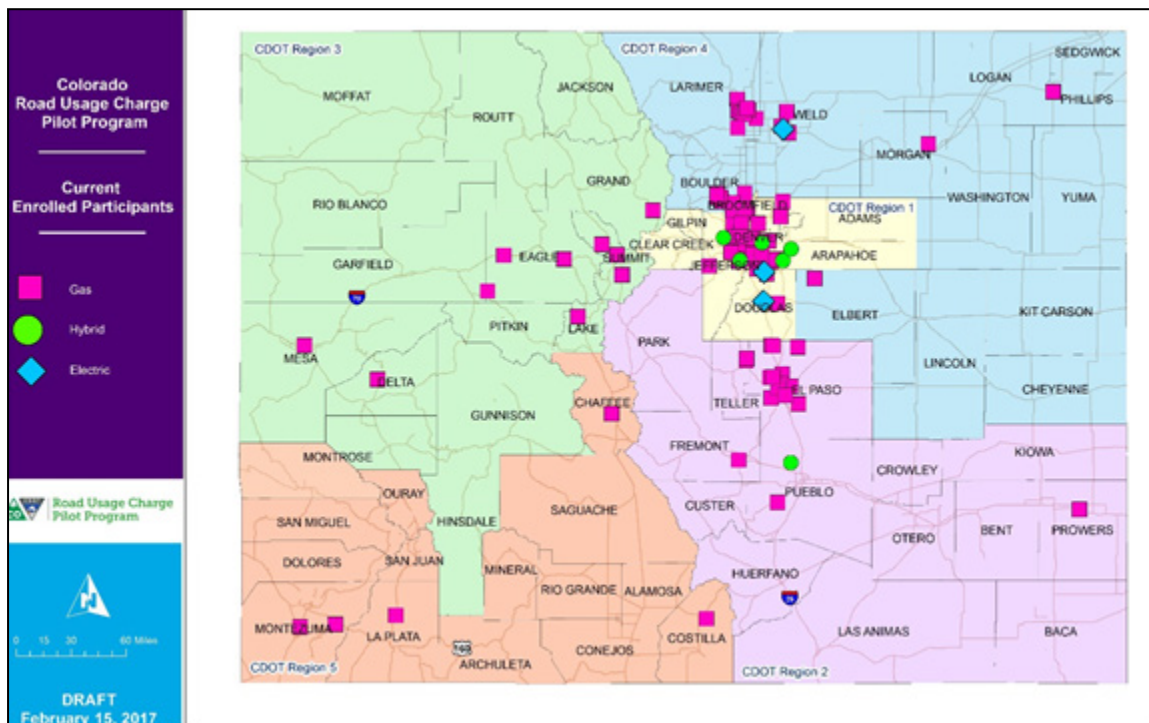 Colorado
Road Usage Charge
Pilot Program
Current
Enrolled Participants
Gas
Hybrid
Electric
Road Usage Charge
Pilot Program
0 15 30 60 Miles
DRAFT
February 15, 2017
CDOT Region 3
CDOT Region 4
SEDGWICK
LOGAN
JACKSON
LARIMER
MOFFAT
PHILLIPS
ROUTT
WELD
MORGAN
GRAND
BOULDER
WASHINGTON
YUMA
RIO BLANCO
BROOMFIELD
CDOT Region 1
GILPIN
ADAMS
DENVER
CLEAR CREEK
EAGLE
SUMMIT
ARAPAHOE
GARFIELD
JEFFERSON
70
DOUGLAS
ELBERT
KIT CARSON
PITKIN
LAKE
PARK
MESA
LINCOLN
DELTA
CHEYENNE
EL PASO
CHAFFEE
TELLER
GUNNISON
FREMONT
KIOWA
MONTROSE
CROWLEY
OURAY
PUEBLO
CUSTER
SAGUACHE
SAN MIGUEL
HINSDALE
PROWERS
BENT
OTERO
DOLORES
SAN JUAN
MINERAL
HUERFANO
RIO GRANDE
ALAMOSA
MONTEZUMA
LA PLATA
COSTILLA
LAS ANIMAS
BACA
160
CONEJOS
ARCHULETA
CDOT Region 5
CDOT Region 2